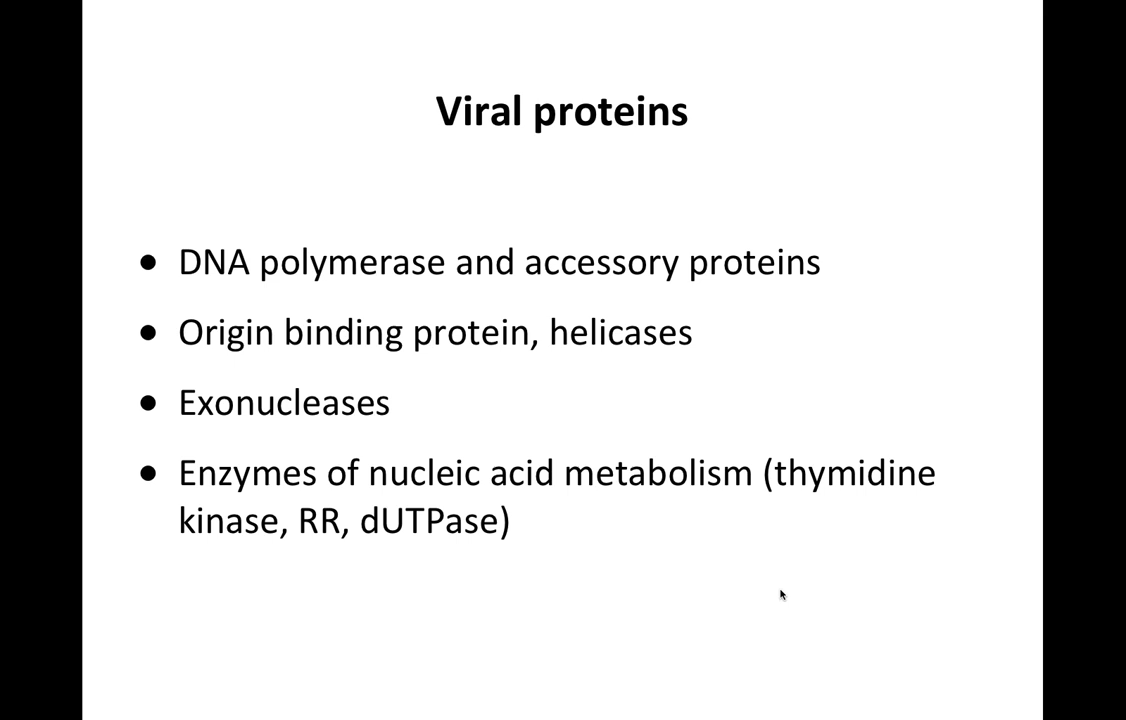 Viral proteins
● DNA polymerase and accessory proteins
● Origin binding protein, helicases
● Exonucleases
● Enzymes of nucleic acid metabolism (thymidine
kinase, RR, dUTPase)